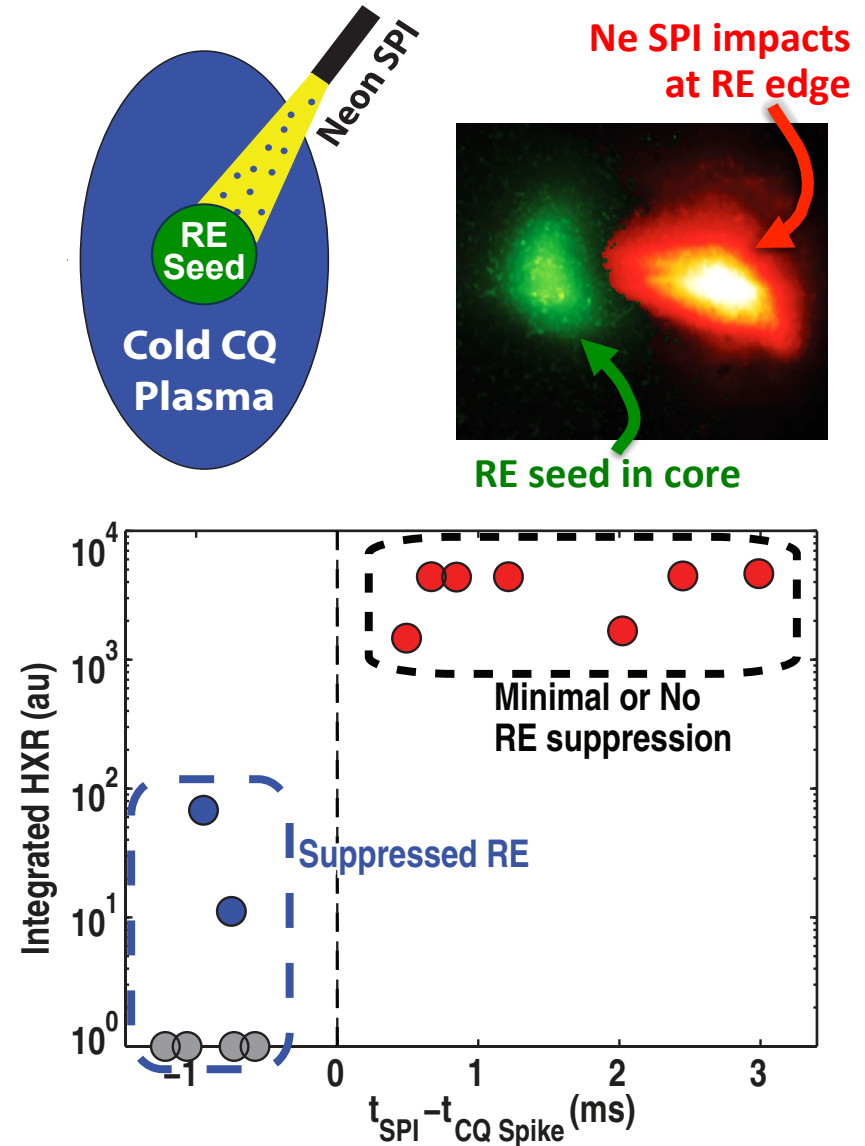 Neon SPI
RE
Seed
Cold CQ
Plasma
Ne SPI impacts
at RE edge
RE seed in core
Integrated HXR (au)
10^4
10^3
10^2
10^1
10^0
Minimal or No
RE suppression
Suppressed RE
−1 0 1 2 3
t_SPI −t_CQ Spike (ms)